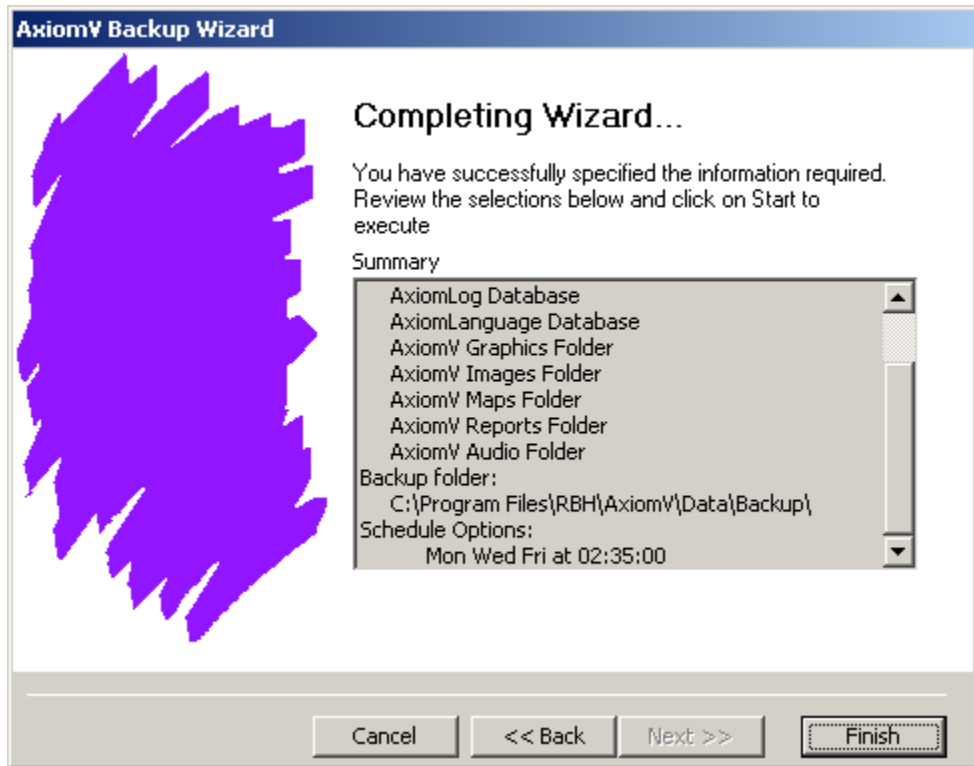 AxiomV Backup Wizard
Completing Wizard...
You have successfully specified the information required.
Review the selections below and click on Start to
execute
Summary
AxiomLog Database
AxiomLanguage Database
AxiomV Graphics Folder
AxiomV Images Folder
AxiomV Maps Folder
AxiomV Reports Folder
AxiomV Audio Folder
Backup folder:
C:\Program Files\RBH\AxiomV\Data\Backup\
Schedule Options:
Mon Wed Fri at 02:35:00
Cancel
<< Back
Next >>
Finish